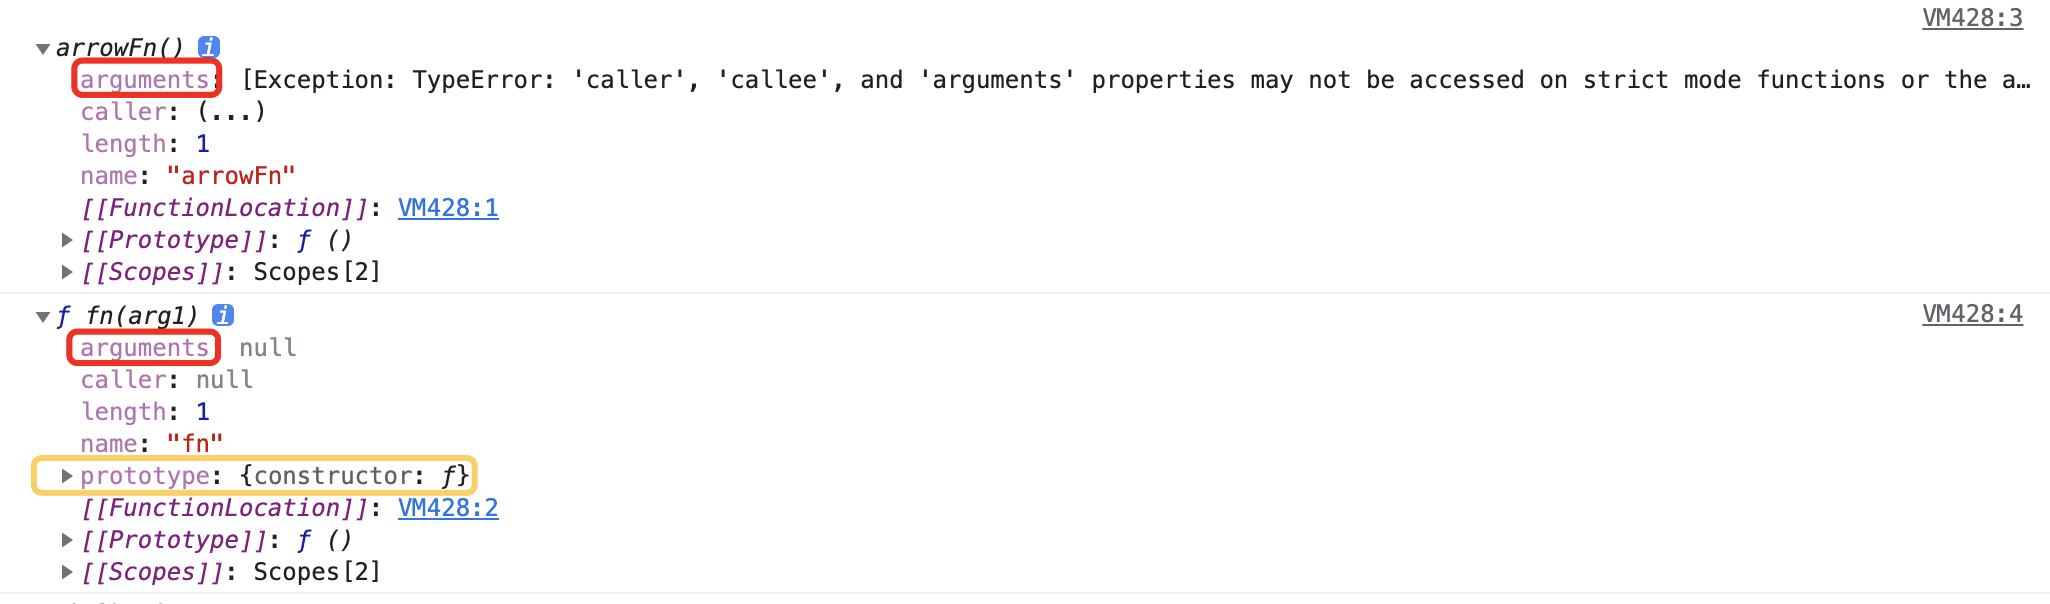 VM428:3
▼arrowFn() i
arguments: [Exception: TypeError: 'caller', 'callee', and 'arguments' properties may not be accessed on strict mode functions or the a…
caller: (...)
length: 1
name: "arrowFn"
[[FunctionLocation]]: VM428:1
▶[[Prototype]]: ƒ ()
▶[[Scopes]]: Scopes[2]
▼ƒ fn(arg1) i VM428:4
arguments null
caller: null
length: 1
name: "fn"
▶prototype: {constructor: ƒ}
[[FunctionLocation]]: VM428:2
▶[[Prototype]]: ƒ ()
▶[[Scopes]]: Scopes[2]